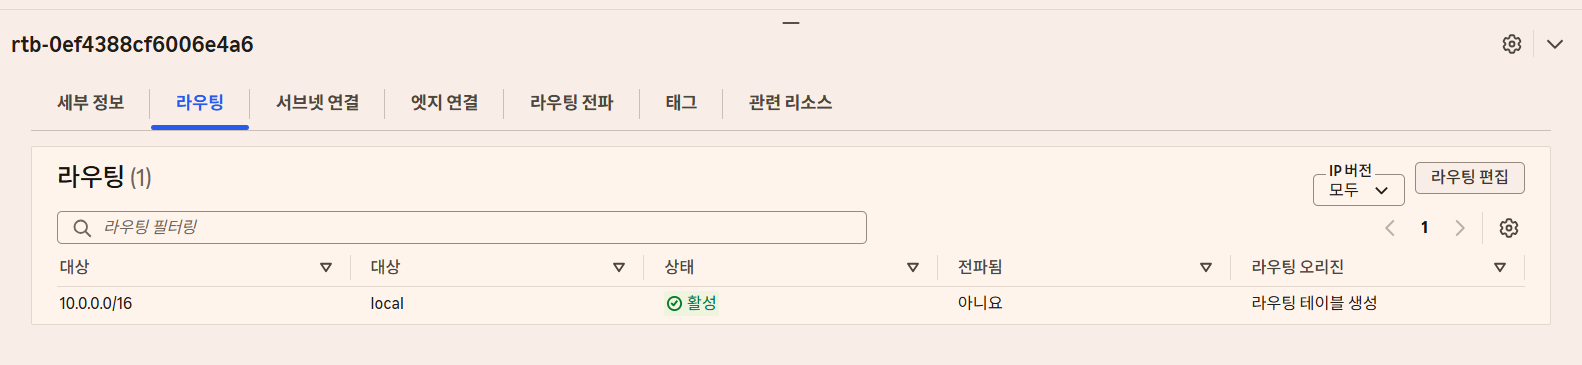 rtb-0ef4388cf6006e4a6
세부 정보 라우팅 서브넷 연결 엣지 연결 라우팅 전파 태그 관련 리소스
라우팅 (1)
IP 버전
모두
라우팅 편집
라우팅 필터링
1
대상 대상 상태 전파됨 라우팅 오리진
10.0.0.0/16 local 활성 아니요 라우팅 테이블 생성